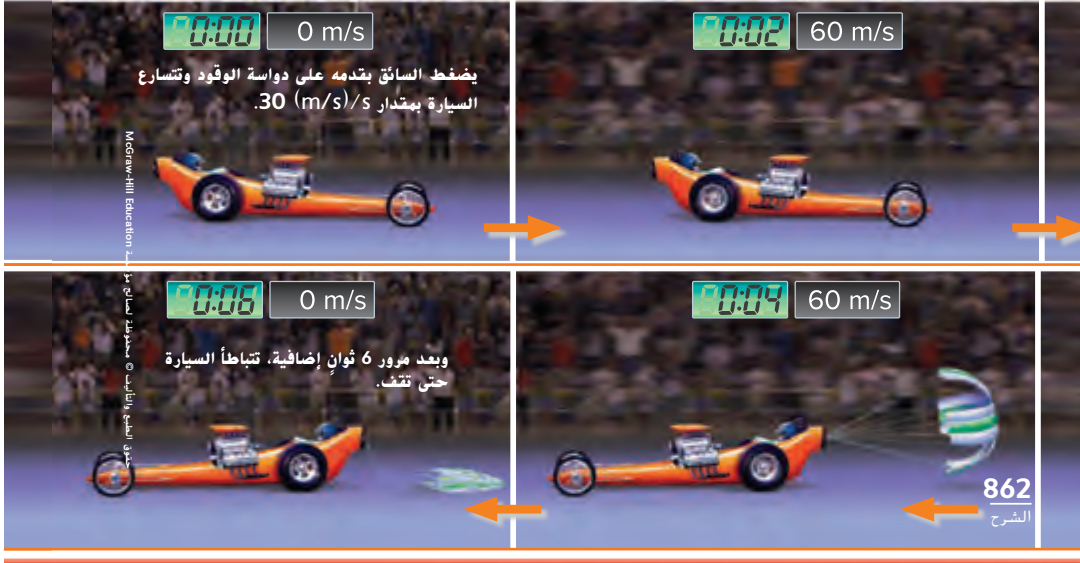 0:00
0 m/s
0:02
60 m/s
يضغط السائق بقدمه على دواسة الوقود وتتسارع
السيارة بمقدار 30 (m/s)/s.
0:06
0 m/s
0:04
60 m/s
وبعد مرور 6 ثوانٍ إضافية، تتباطأ السيارة
حتى تقف.
862
الشرح
حقوق الطبع والتأليف © محفوظة لصالح مؤسسة McGraw-Hill Education